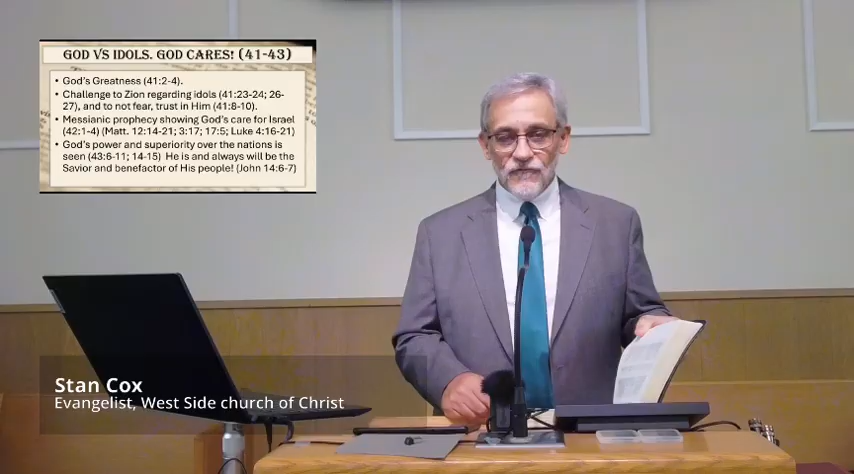 GOD VS IDOLS. GOD CARES! (41-43)
• God's Greatness (41:2-4).
• Challenge to Zion regarding idols (41:23-24; 26-
27), and to not fear, trust in Him (41:8-10).
• Messianic prophecy showing God's care for Israel
(42:1-4) (Matt. 12:14-21; 3:17; 17:5; Luke 4:16-21)
• God's power and superiority over the nations is
seen (43:6-11; 14-15) He is and always will be the
Savior and benefactor of His people! (John 14:6-7)
Stan Cox
Evangelist, West Side church of Christ